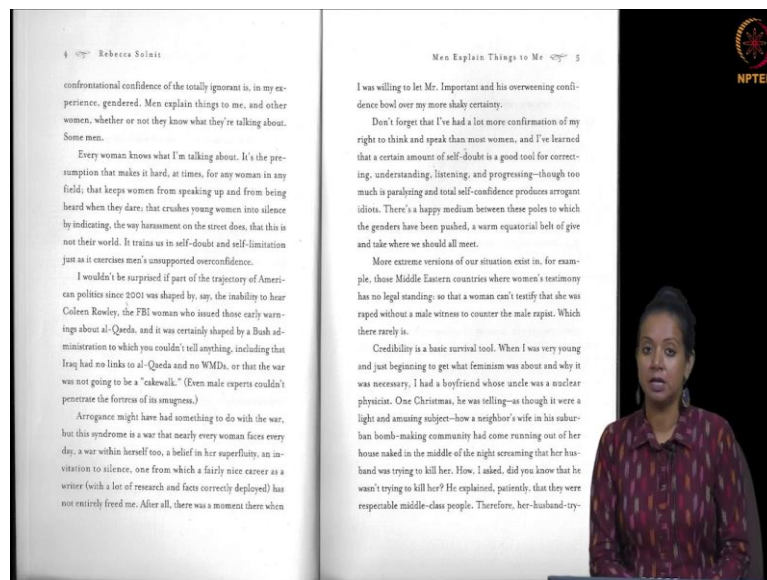 4 Rebecca Solnit
confrontational confidence of the totally ignorant is, in my ex-
perience, gendered. Men explain things to me, and other
women, whether or not they know what they're talking about.
Some men.
Every woman knows what I'm talking about. It's the pre-
sumption that makes it hard, at times, for any woman in any
field; that keeps women from speaking up and from being
heard when they dare; that crushes young women into silence
by indicating, the way harassment on the street does, that this is
not their world. It trains us in self-doubt and self-limitation
just as it exercises men's unsupported overconfidence.
I wouldn't be surprised if part of the trajectory of Ameri-
can politics since 2001 was shaped by, say, the inability to hear
Coleen Rowley, the FBI woman who issued those early warn-
ings about al-Qaeda, and it was certainly shaped by a Bush ad-
ministration to which you couldn't tell anything, including that
Iraq had no links to al-Qaeda and no WMDs, or that the war
was not going to be a "cakewalk." (Even male experts couldn't
penetrate the fortress of its smugness.)
Arrogance might have had something to do with the war,
but this syndrome is a war that nearly every woman faces every
day, a war within herself too, a belief in her superfluity, an in-
vitation to silence, one from which a fairly nice career as a
writer (with a lot of research and facts correctly deployed) has
not entirely freed me. After all, there was a moment there when
Men Explain Things to Me 5
I was willing to let Mr. Important and his overweening confi-
dence bowl over my more shaky certainty.
Don't forget that I've had a lot more confirmation of my
right to think and speak than most women, and I've learned
that a certain amount of self-doubt is a good tool for correct-
ing, understanding, listening, and progressing—though too
much is paralyzing and total self-confidence produces arrogant
idiots. There's a happy medium between these poles to which
the genders have been pushed, a warm equatorial belt of give
and take where we should all meet.
More extreme versions of our situation exist in, for exam-
ple, those Middle Eastern countries where women's testimony
has no legal standing: so that a woman can't testify that she was
raped without a male witness to counter the male rapist. Which
there rarely is.
Credibility is a basic survival tool. When I was very young
and just beginning to get what feminism was about and why it
was necessary, I had a boyfriend whose uncle was a nuclear
physicist. One Christmas, he was telling—as though it were a
light and amusing subject—how a neighbor's wife in his subur-
ban bomb-making community had come running out of her
house naked in the middle of the night screaming that her hus-
band was trying to kill her. How, I asked, did you know that he
wasn't trying to kill her? He explained, patiently, that they were
respectable middle-class people. Therefore, her-husband-try-
NPTEL